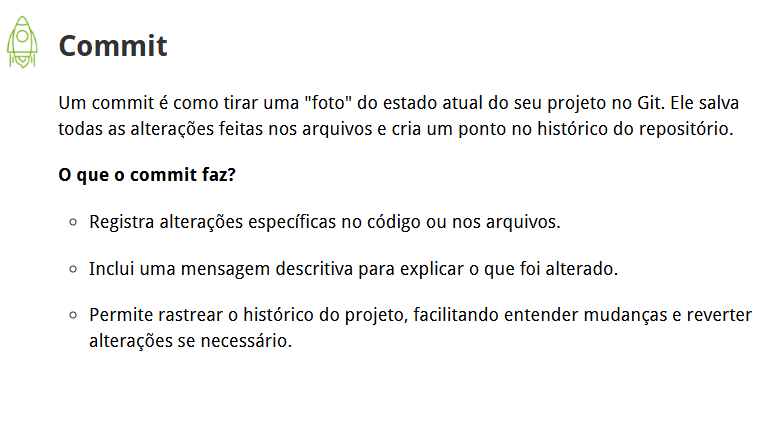 Commit
Um commit é como tirar uma "foto" do estado atual do seu projeto no Git. Ele salva
todas as alterações feitas nos arquivos e cria um ponto no histórico do repositório.
O que o commit faz?
Registra alterações específicas no código ou nos arquivos.
Inclui uma mensagem descritiva para explicar o que foi alterado.
Permite rastrear o histórico do projeto, facilitando entender mudanças e reverter
alterações se necessário.